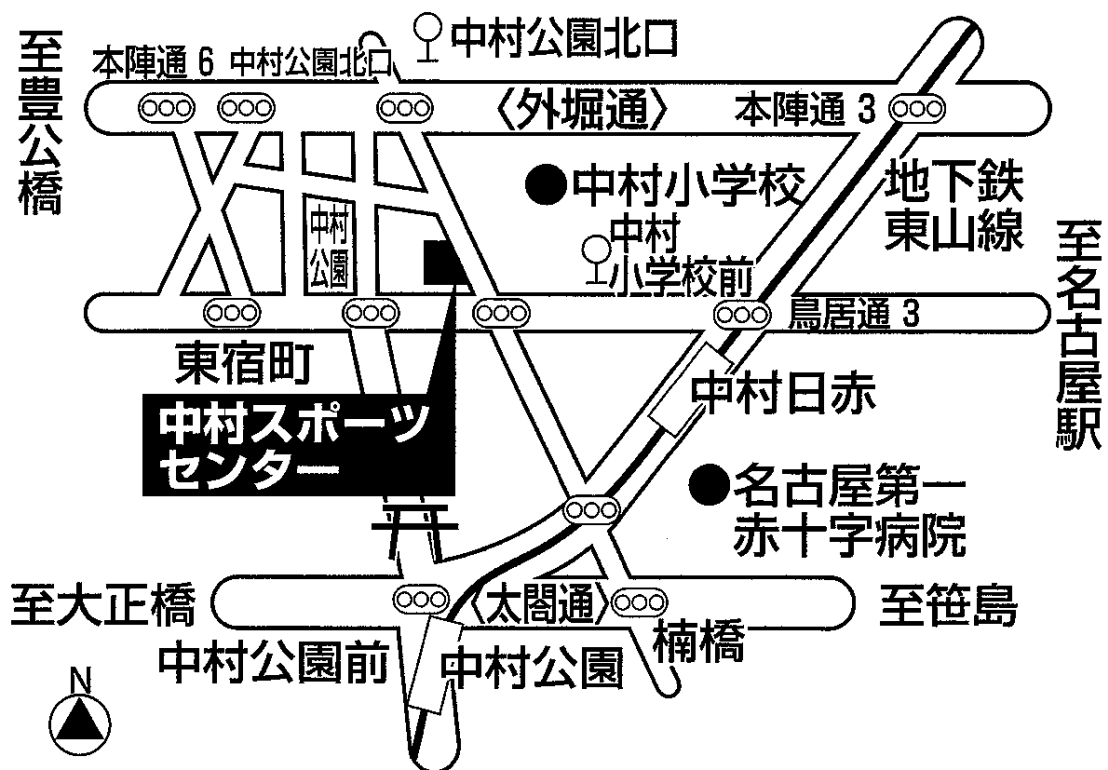 至豊公橋
中村公園北口
本陣通 6
中村公園北口
〈外堀通〉
本陣通 3
中村小学校
地下鉄
東山線
中村
公園
中村
小学校前
至名古屋駅
鳥居通 3
東宿町
中村日赤
中村スポーツ
センター
名古屋第一
赤十字病院
至大正橋
〈太閤通〉
至笹島
中村公園前
中村公園
楠橋
N